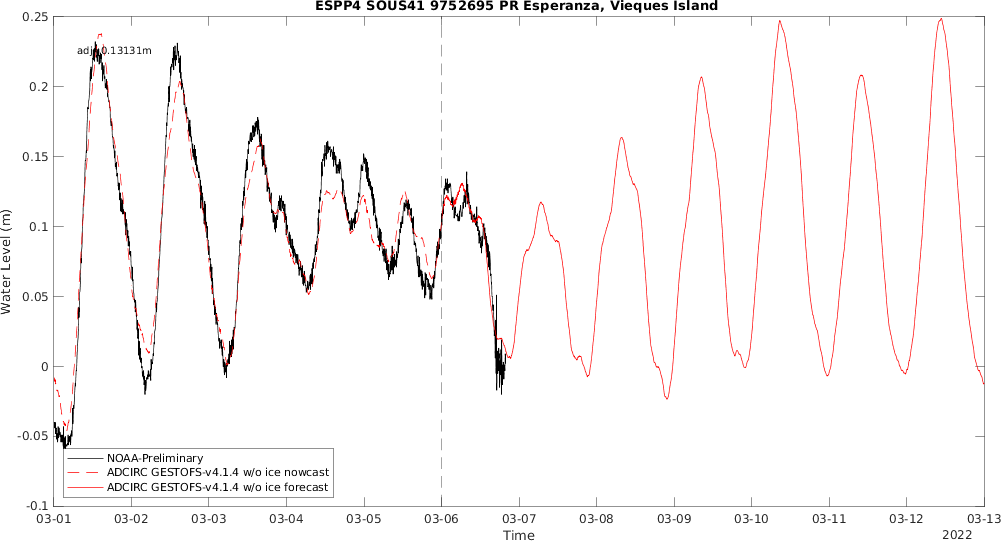 ESPP4 SOUS41 9752695 PR Esperanza, Vieques Island
0.25
0.2
0.15
0.1
0.05
0
-0.05
-0.1
Water Level (m)
adj: 0.13131m
NOAA-Preliminary
ADCIRC GESTOFS-v4.1.4 w/o ice nowcast
ADCIRC GESTOFS-v4.1.4 w/o ice forecast
03-01 03-02 03-03 03-04 03-05 03-06 03-07 03-08 03-09 03-10 03-11 03-12 03-13
Time
2022